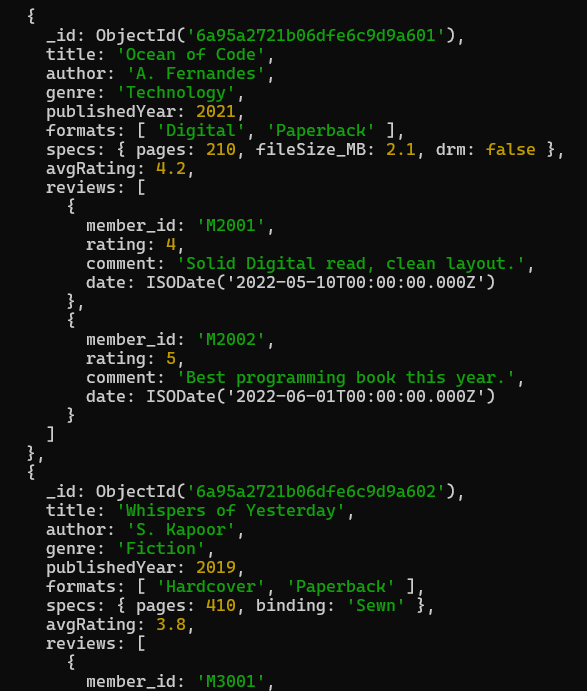 {
_id: ObjectId('6a95a2721b06dfe6c9d9a601'),
title: 'Ocean of Code',
author: 'A. Fernandes',
genre: 'Technology',
publishedYear: 2021,
formats: [ 'Digital', 'Paperback' ],
specs: { pages: 210, fileSize_MB: 2.1, drm: false },
avgRating: 4.2,
reviews: [
{
member_id: 'M2001',
rating: 4,
comment: 'Solid Digital read, clean layout.',
date: ISODate('2022-05-10T00:00:00.000Z')
},
{
member_id: 'M2002',
rating: 5,
comment: 'Best programming book this year.',
date: ISODate('2022-06-01T00:00:00.000Z')
}
]
},
{
_id: ObjectId('6a95a2721b06dfe6c9d9a602'),
title: 'Whispers of Yesterday',
author: 'S. Kapoor',
genre: 'Fiction',
publishedYear: 2019,
formats: [ 'Hardcover', 'Paperback' ],
specs: { pages: 410, binding: 'Sewn' },
avgRating: 3.8,
reviews: [
{
member_id: 'M3001',